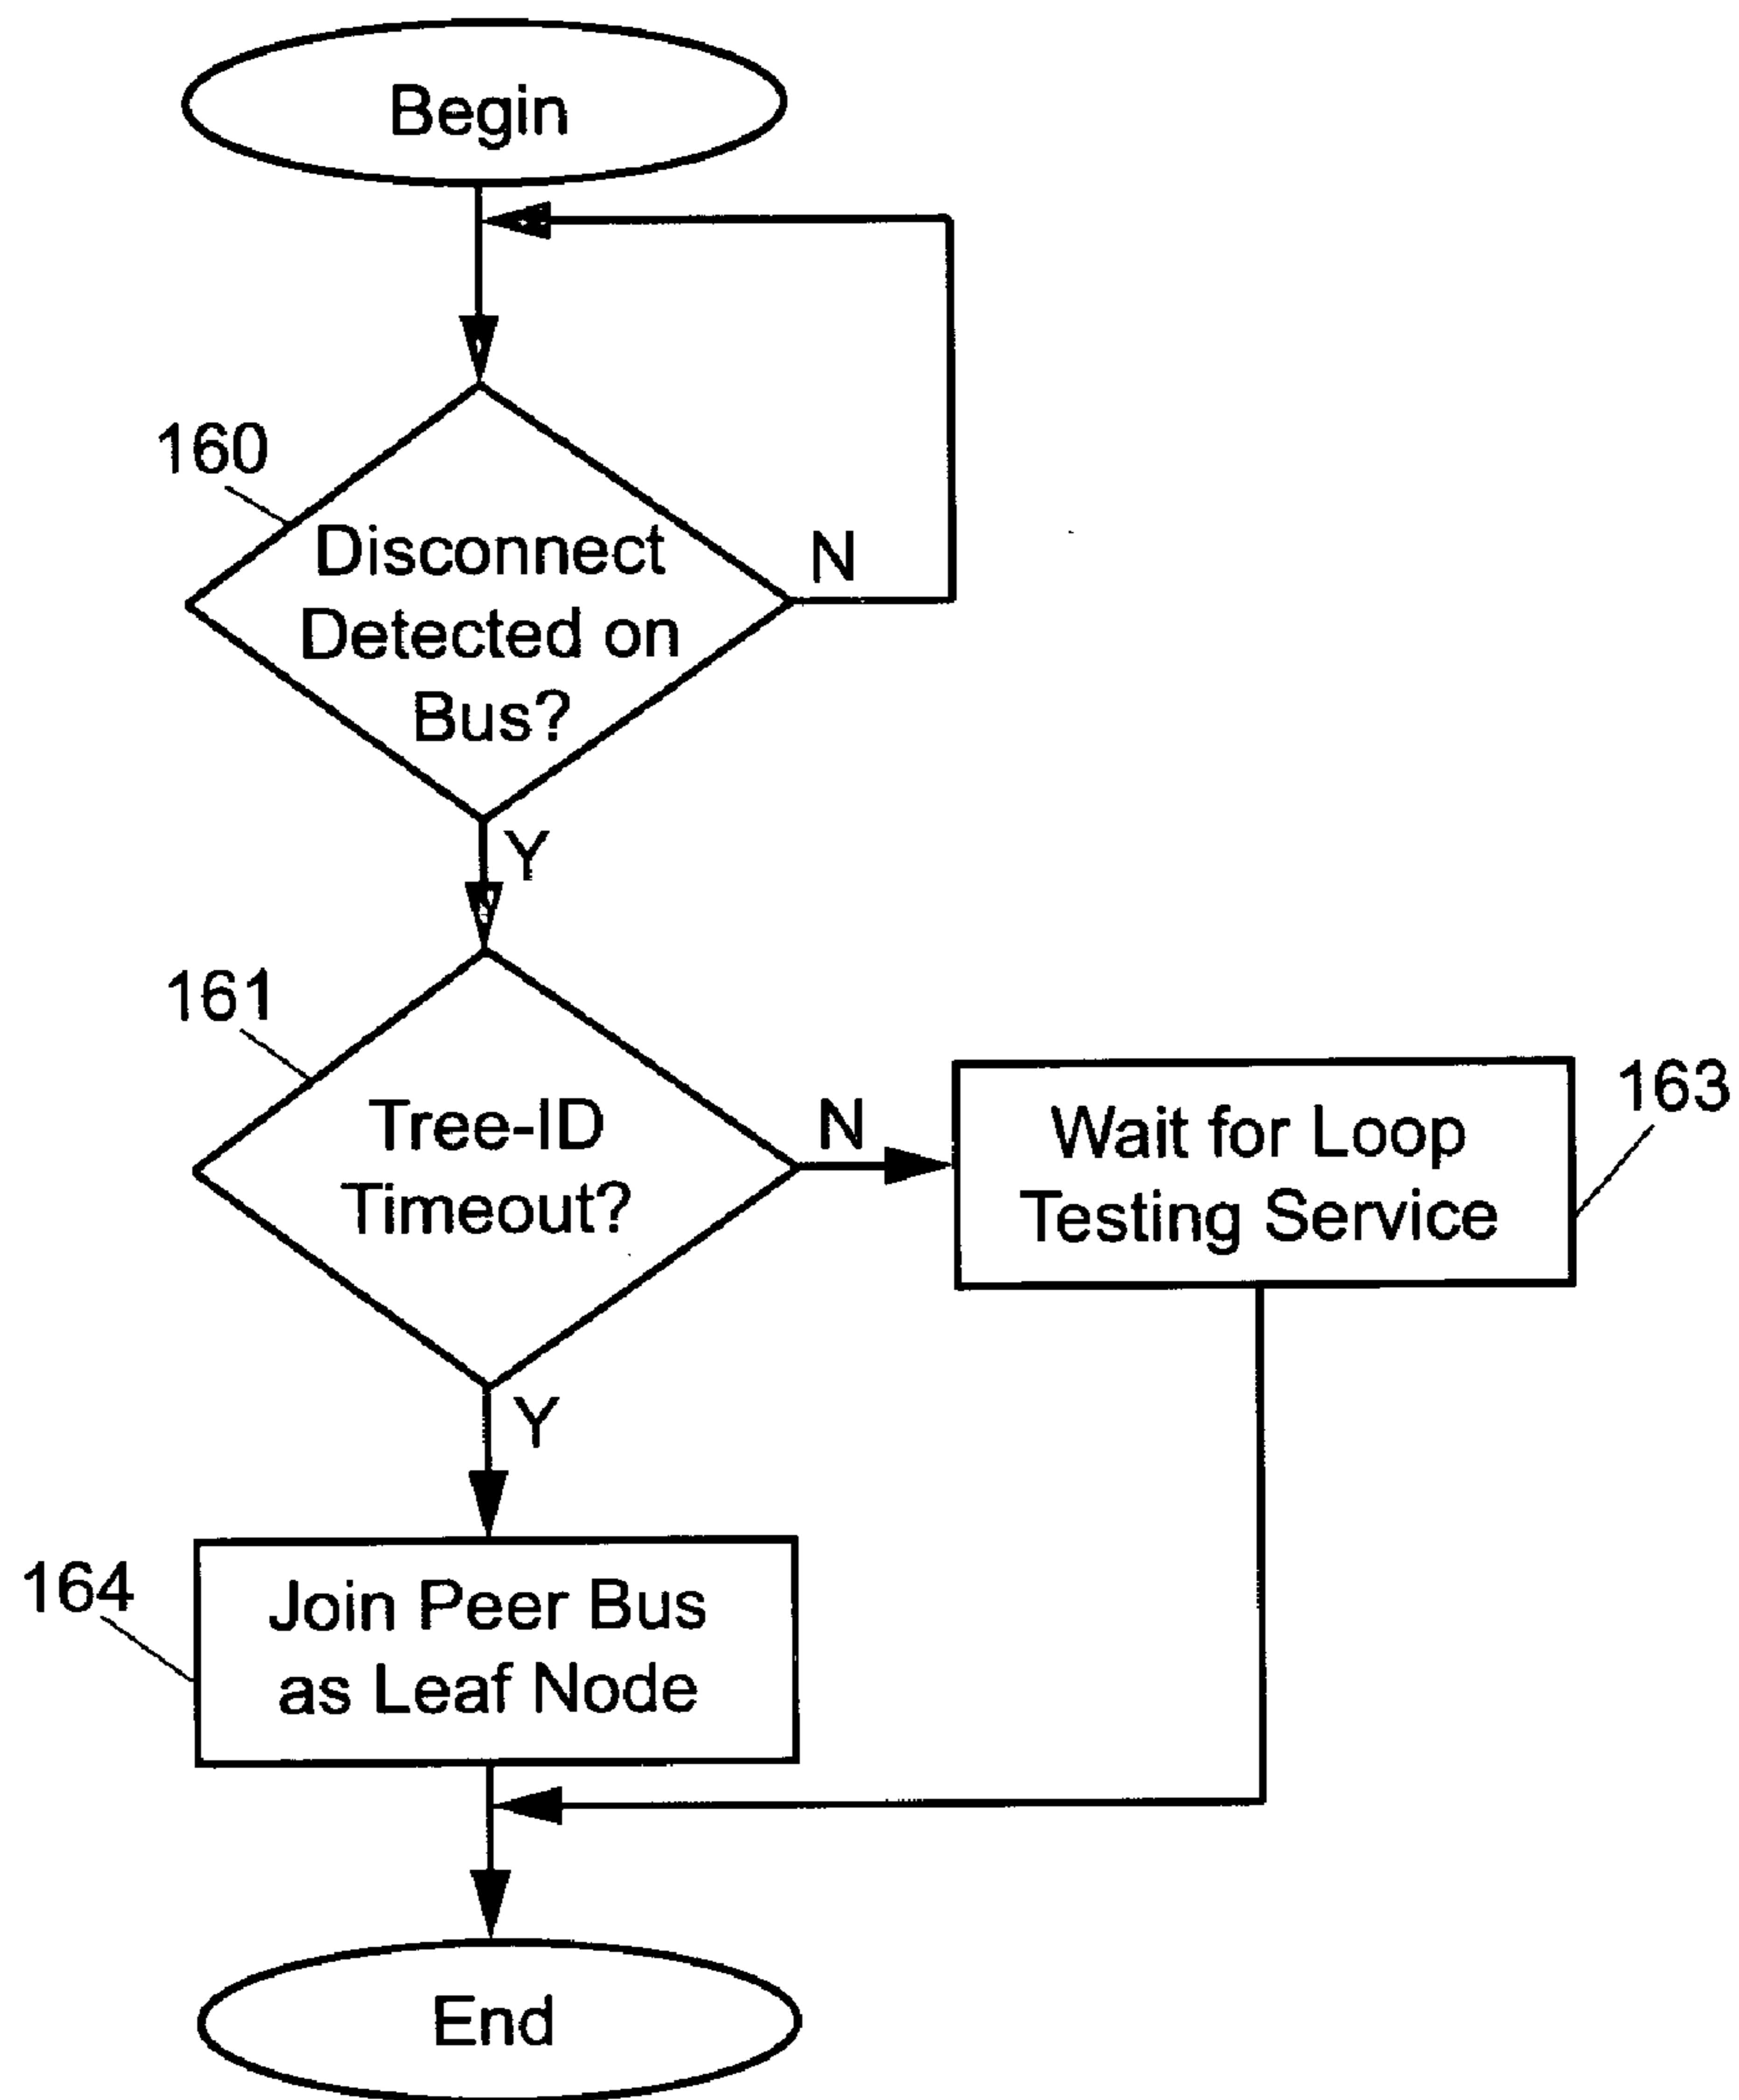 Begin
160
Disconnect
Detected on
Bus?
N
Y
161
Tree-ID
Timeout?
N
Wait for Loop
Testing Service
163
Y
164
Join Peer Bus
as Leaf Node
End